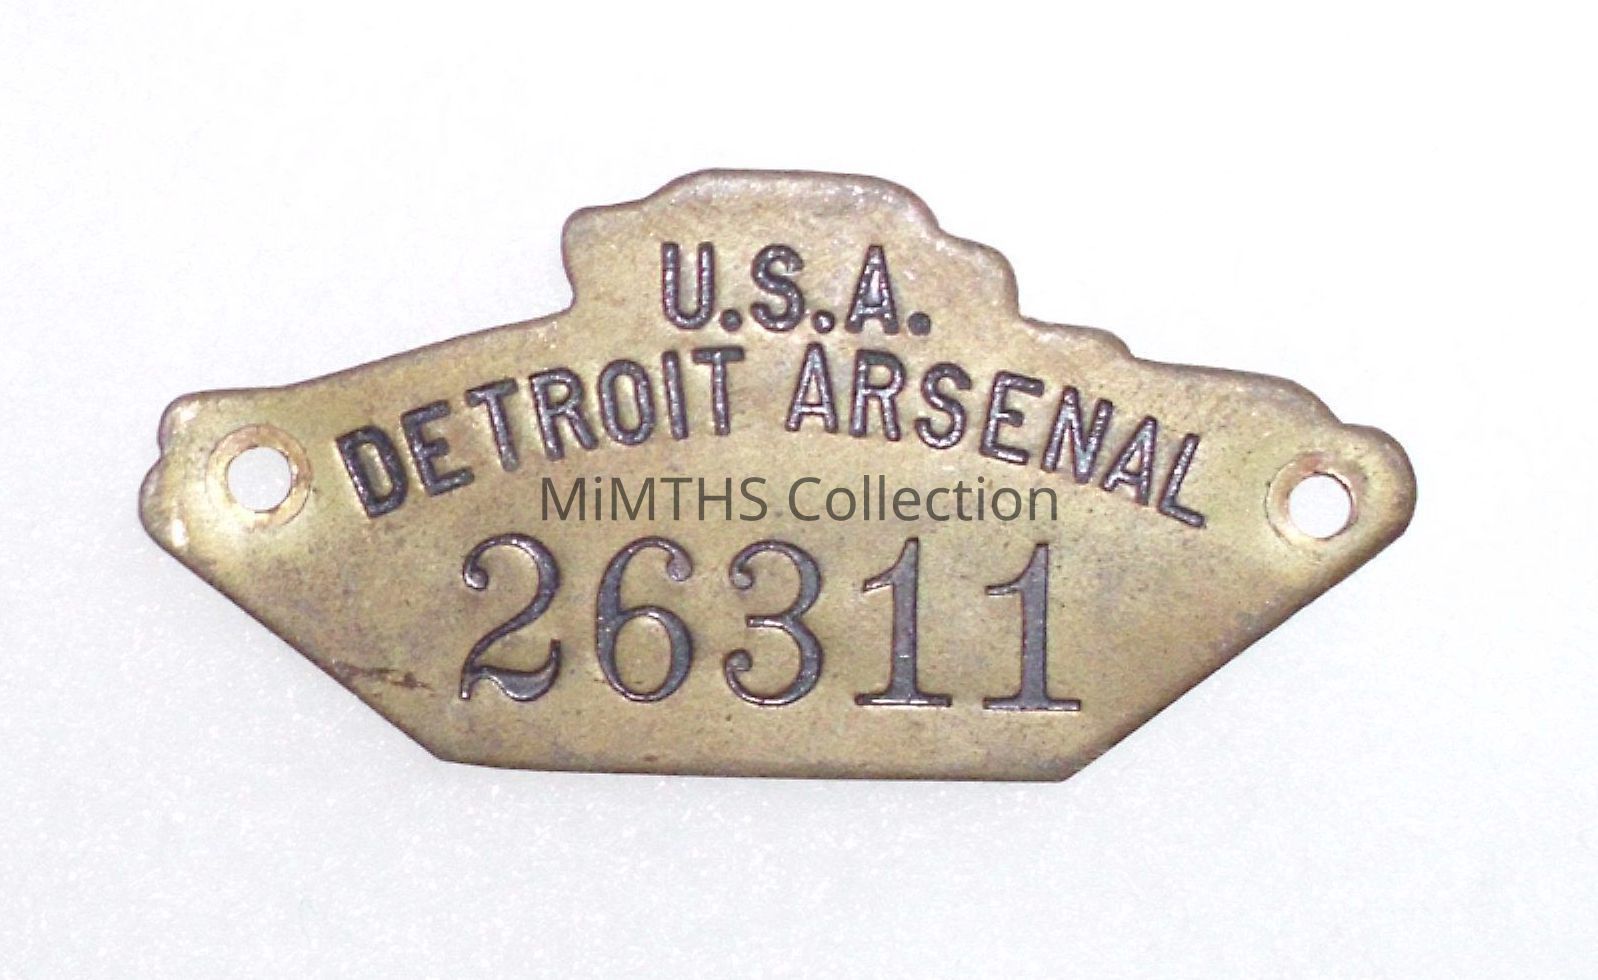 U.S.A.
DETROIT ARSENAL
MiMTHS Collection
26311